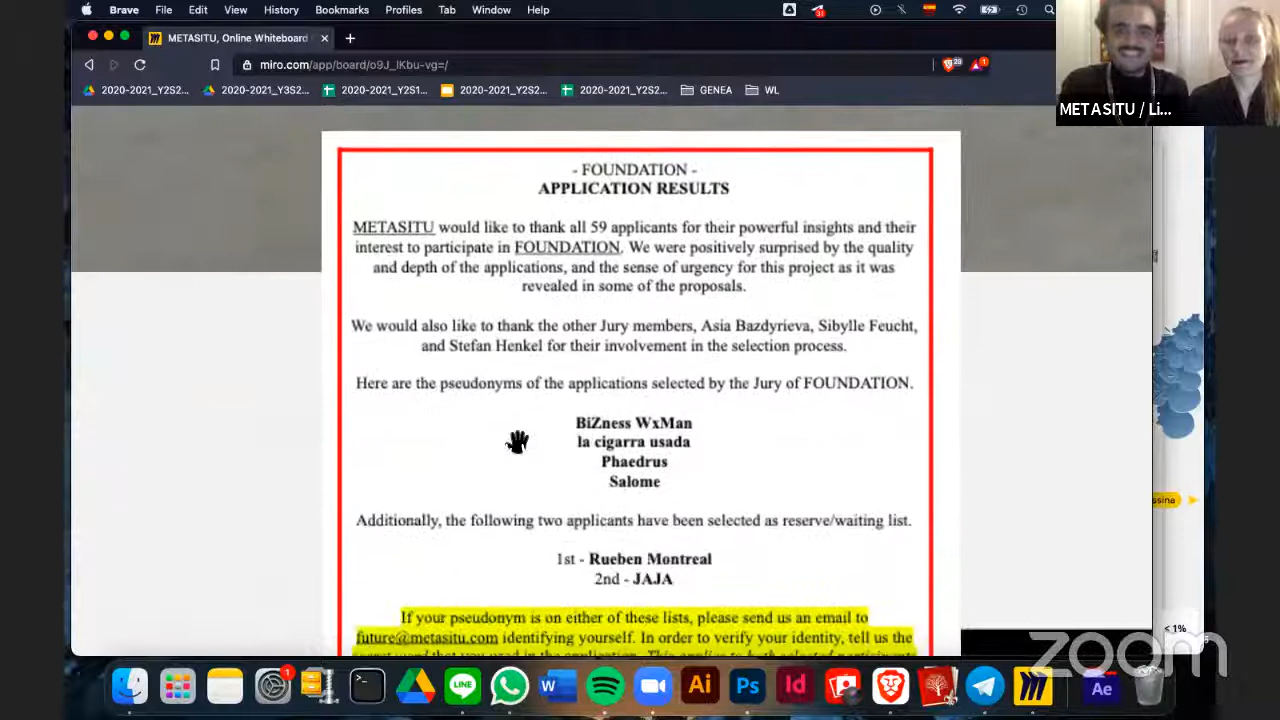 Brave File Edit View History Bookmarks Profiles Tab Window Help
METASITU, Online Whiteboard
miro.com/app/board/o9J_lKbu-vg=/
2020-2021_Y2S2... 2020-2021_Y3S2... 2020-2021_Y2S1... 2020-2021_Y2S2... 2020-2021_Y2S2... GENEA WL
METASITU / Li...
- FOUNDATION -
APPLICATION RESULTS
METASITU would like to thank all 59 applicants for their powerful insights and their
interest to participate in FOUNDATION. We were positively surprised by the quality
and depth of the applications, and the sense of urgency for this project as it was
revealed in some of the proposals.
We would also like to thank the other Jury members, Asia Bazdyrieva, Sibylle Feucht,
and Stefan Henkel for their involvement in the selection process.
Here are the pseudonyms of the applications selected by the Jury of FOUNDATION.
BiZness WxMan
la cigarra usada
Phaedrus
Salome
Additionally, the following two applicants have been selected as reserve/waiting list.
1st - Rueben Montreal
2nd - JAJA
If your pseudonym is on either of these lists, please send us an email to
future@metasitu.com identifying yourself. In order to verify your identity, tell us the
ssina
< 1%
zoom
LINE
W
Ai
Ps
Id
Ae